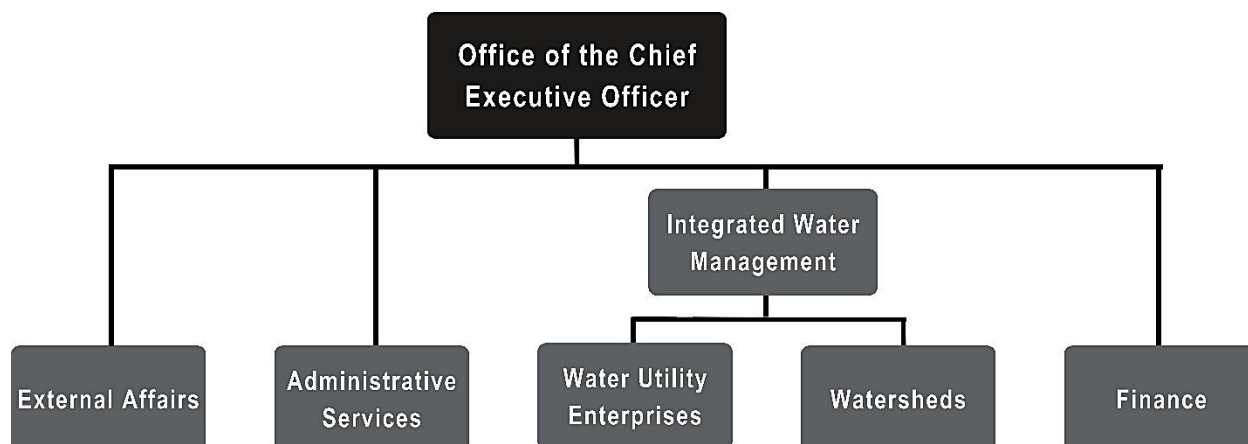 Office of the Chief
Executive Officer
Integrated Water
Management
External Affairs
Administrative
Services
Water Utility
Enterprises
Watersheds
Finance